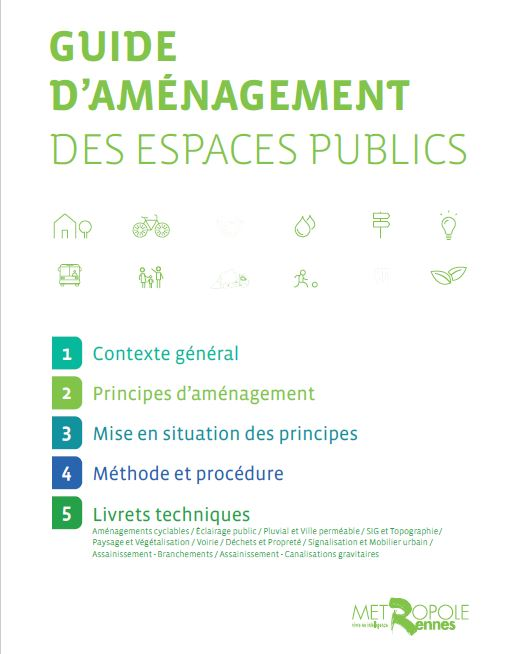 GUIDE
D'AMÉNAGEMENT
DES ESPACES PUBLICS
1 Contexte général
2 Principes d'aménagement
3 Mise en situation des principes
4 Méthode et procédure
5 Livrets techniques
Aménagements cyclables / Éclairage public / Pluvial et Ville perméable / SIG et Topographie/
Paysage et Végétalisation / Voirie / Déchets et Propreté / Signalisation et Mobilier urbain /
Assainissement - Branchements / Assainissement - Canalisations gravitaires
METROPOLE
Rennes